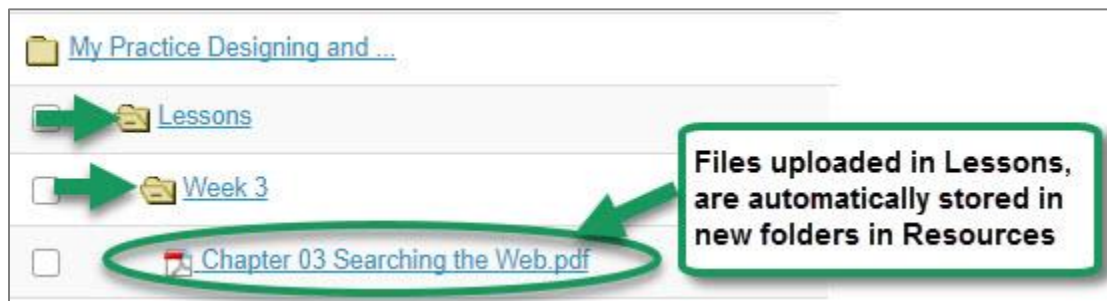 My Practice Designing and ...
Lessons
Week 3
Chapter 03 Searching the Web.pdf
Files uploaded in Lessons,
are automatically stored in
new folders in Resources